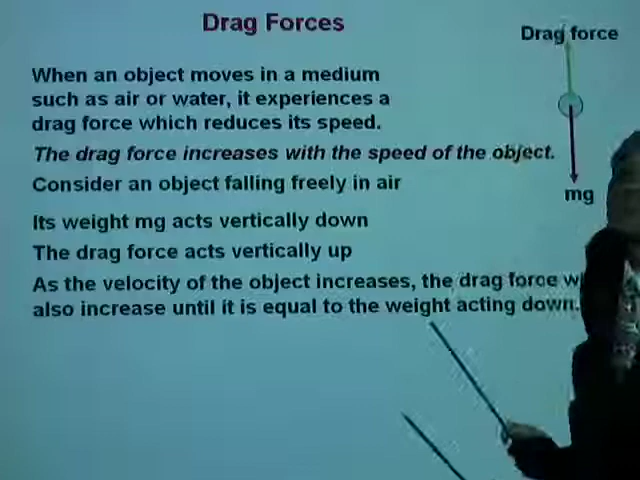 Drag Forces
Drag force
When an object moves in a medium
such as air or water, it experiences a
drag force which reduces its speed.
The drag force increases with the speed of the object.
Consider an object falling freely in air
mg
Its weight mg acts vertically down
The drag force acts vertically up
As the velocity of the object increases, the drag force
also increase until it is equal to the weight acting down.